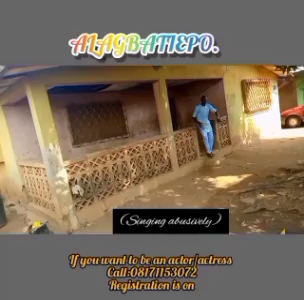 ALAGBATIEPO.
(Singing abusively)
If you want to be an actor/actress
Call:08171153072
Registration is on